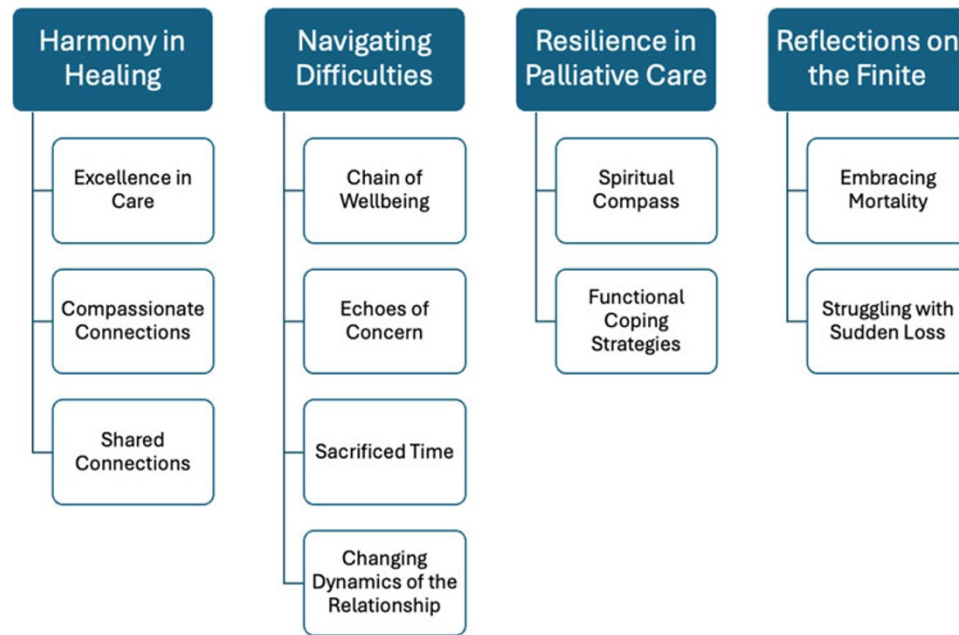 Harmony in
Healing
Excellence in
Care
Compassionate
Connections
Shared
Connections
Navigating
Difficulties
Chain of
Wellbeing
Echoes of
Concern
Sacrificed Time
Changing
Dynamics of the
Relationship
Resilience in
Palliative Care
Spiritual
Compass
Functional
Coping
Strategies
Reflections on
the Finite
Embracing
Mortality
Struggling with
Sudden Loss